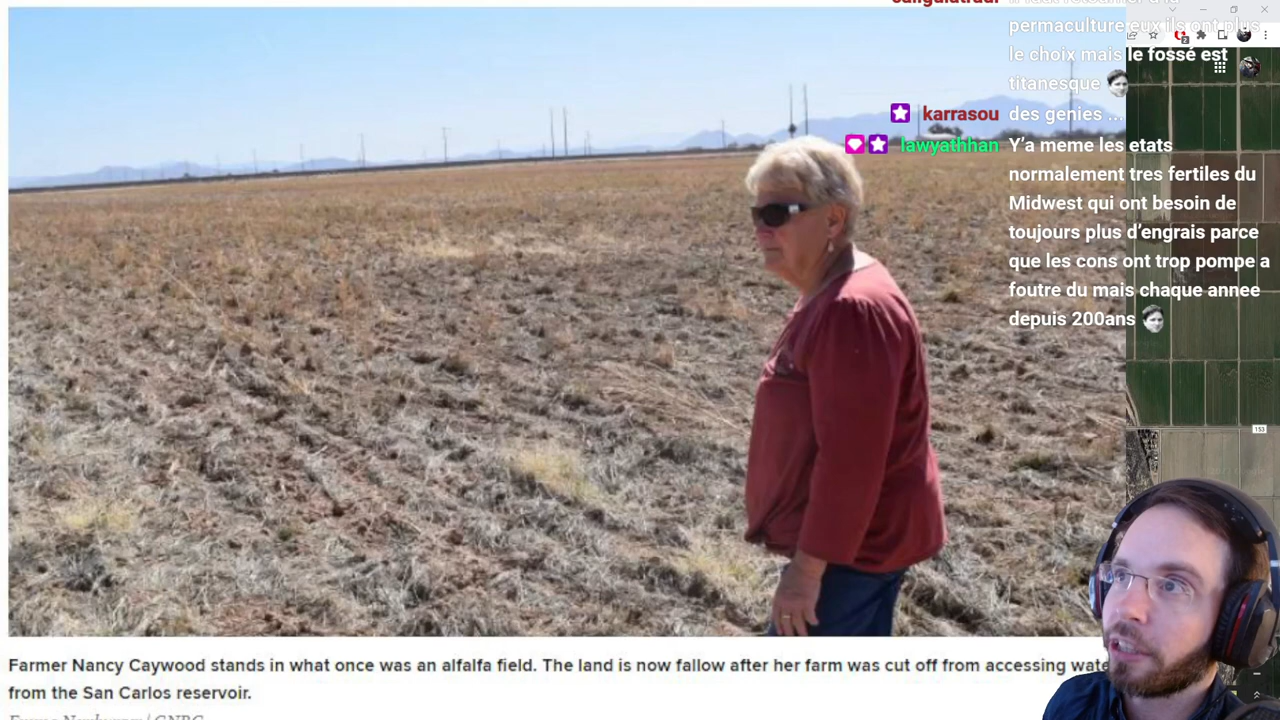 permaculture eux ils ont plus
le choix mais le fossé est
titanesque
karrasou des genies ...
lawyathhan Y'a meme les etats
normalement tres fertiles du
Midwest qui ont besoin de
toujours plus d'engrais parce
que les cons ont trop pompe a
foutre du mais chaque annee
depuis 200ans
153
Farmer Nancy Caywood stands in what once was an alfalfa field. The land is now fallow after her farm was cut off from accessing
from the San Carlos reservoir.